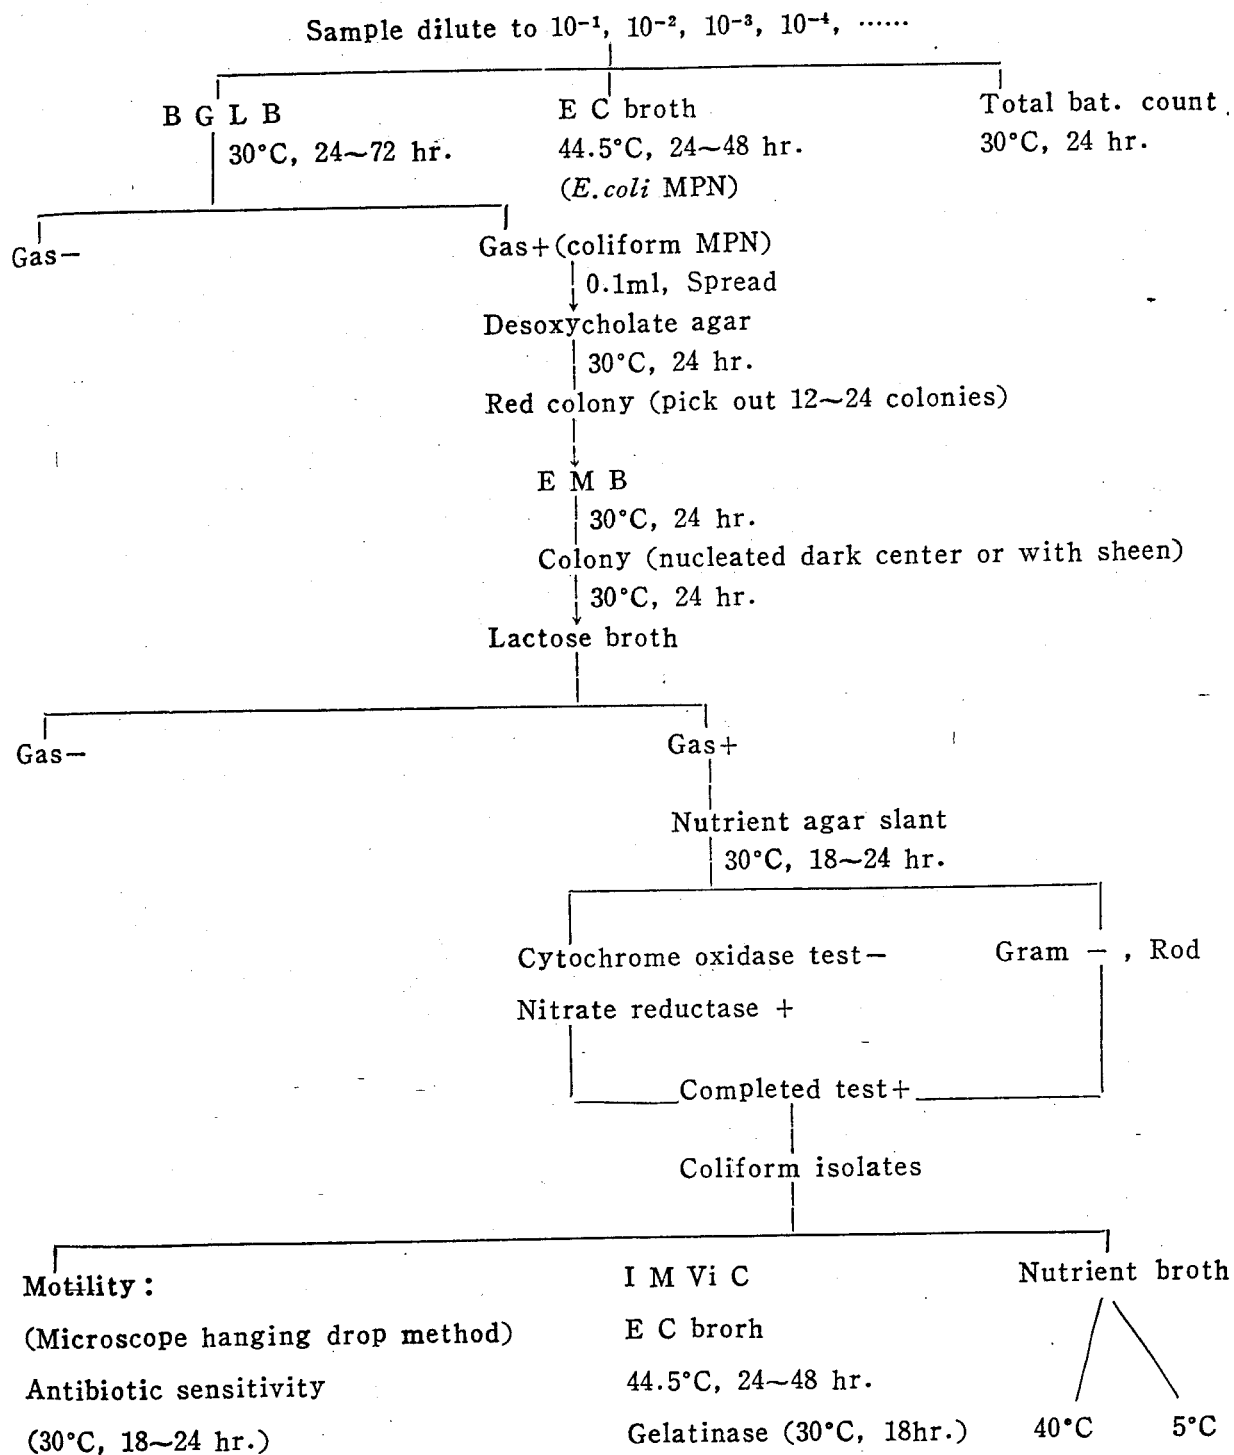 Sample dilute to 10⁻¹, 10⁻², 10⁻³, 10⁻⁴, ......
B G L B
30°C, 24~72 hr.
E C broth
44.5°C, 24~48 hr.
(E.coli MPN)
Total bat. count
30°C, 24 hr.
Gas−
Gas+(coliform MPN)
0.1ml, Spread
Desoxycholate agar
30°C, 24 hr.
Red colony (pick out 12~24 colonies)
E M B
30°C, 24 hr.
Colony (nucleated dark center or with sheen)
30°C, 24 hr.
Lactose broth
Gas−
Gas+
Nutrient agar slant
30°C, 18~24 hr.
Cytochrome oxidase test−
Nitrate reductase +
Gram − , Rod
Completed test+
Coliform isolates
Motility:
(Microscope hanging drop method)
Antibiotic sensitivity
(30°C, 18~24 hr.)
I M Vi C
E C brorh
44.5°C, 24~48 hr.
Gelatinase (30°C, 18hr.)
Nutrient broth
40°C 5°C